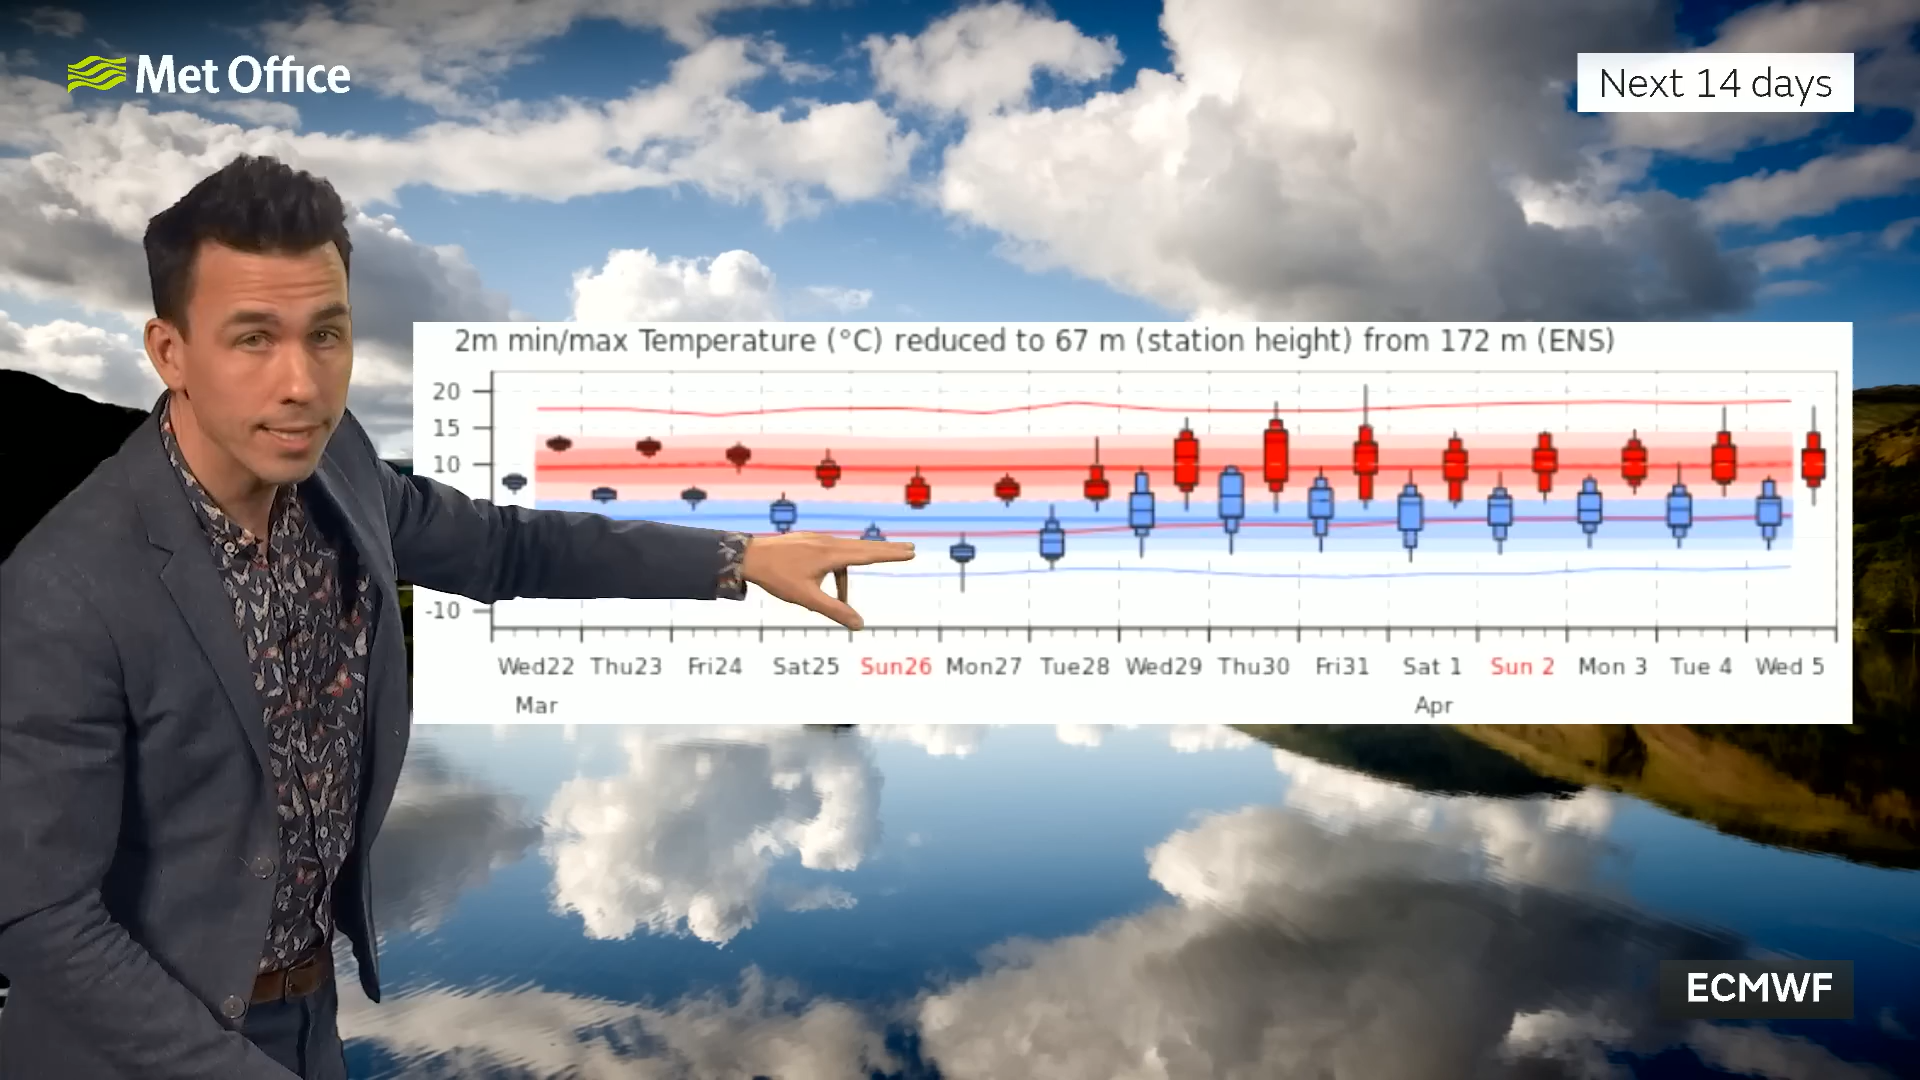 Met Office
Next 14 days
2m min/max Temperature (°C) reduced to 67 m (station height) from 172 m (ENS)
20
15
10
-10
Wed22 Thu23 Fri24 Sat25 Sun26 Mon27 Tue28 Wed29 Thu30 Fri31 Sat 1 Sun 2 Mon 3 Tue 4 Wed 5
Mar Apr
ECMWF